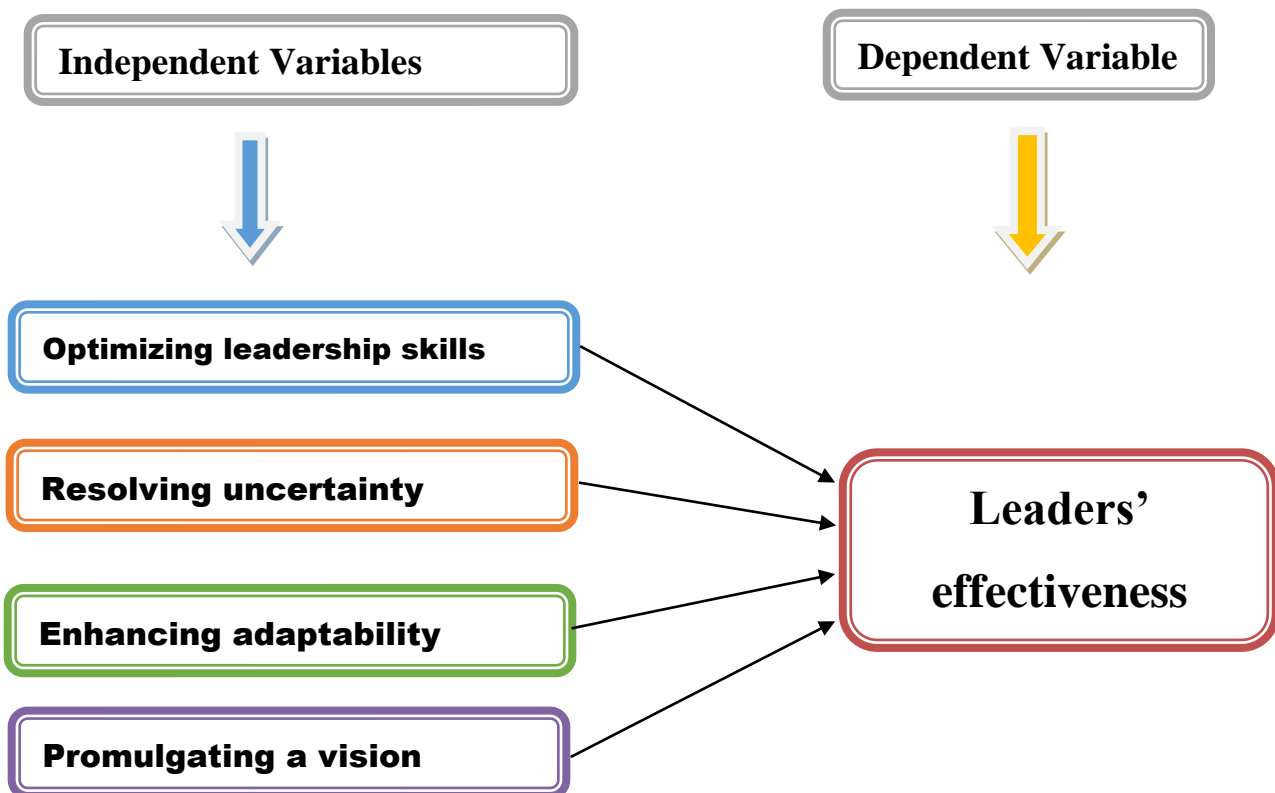 Independent Variables
Dependent Variable
Optimizing leadership skills
Resolving uncertainty
Enhancing adaptability
Promulgating a vision
Leaders’
effectiveness